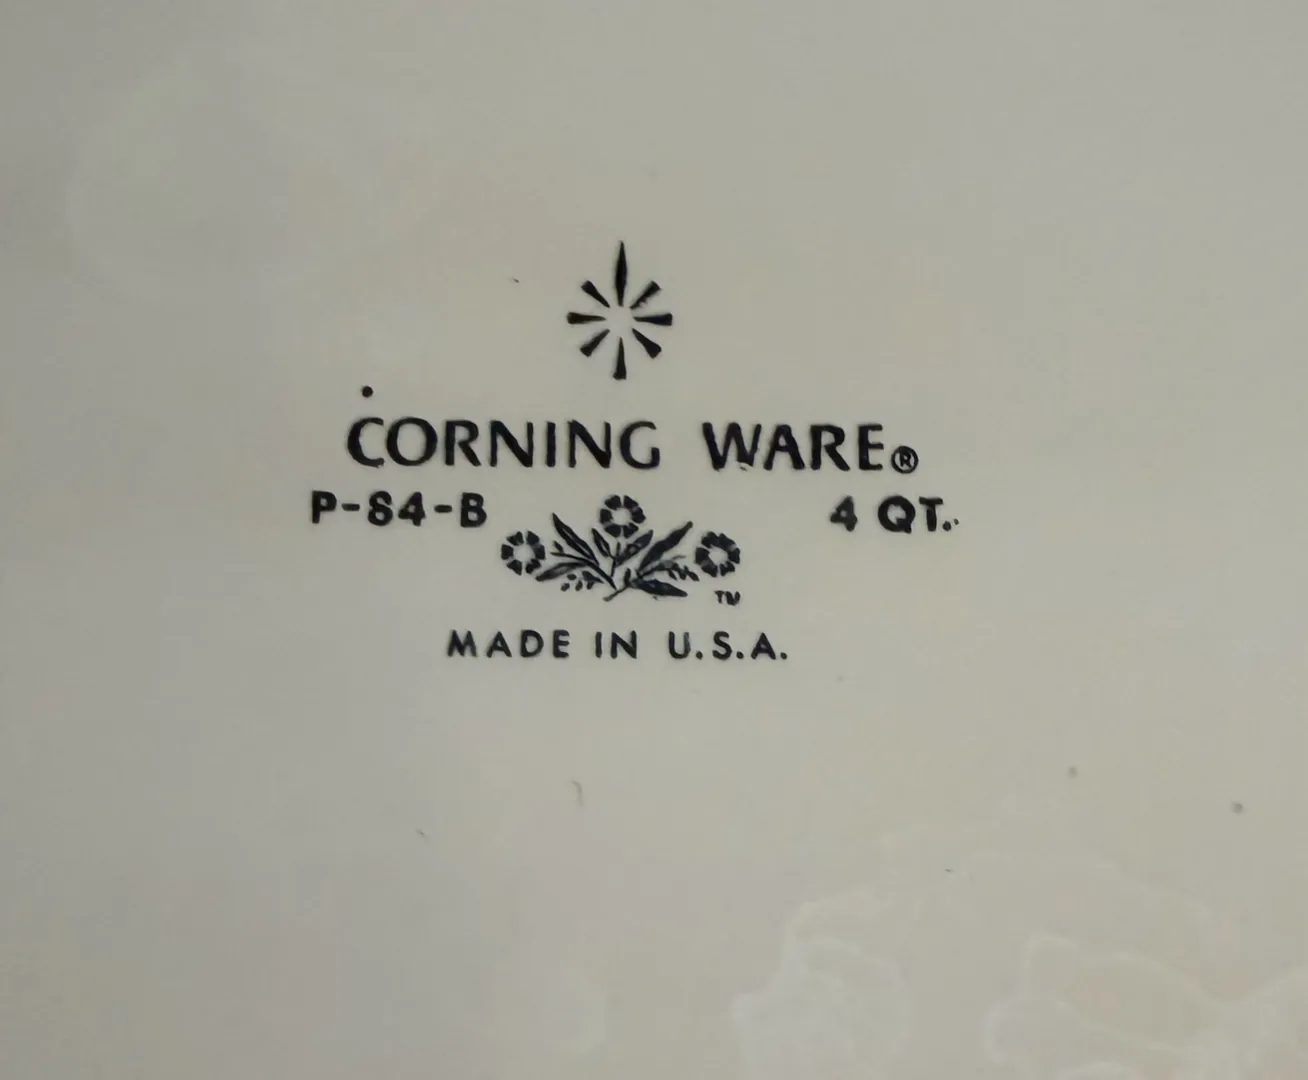 CORNING WARE®
P-84-B 4 QT.
TM
MADE IN U.S.A.